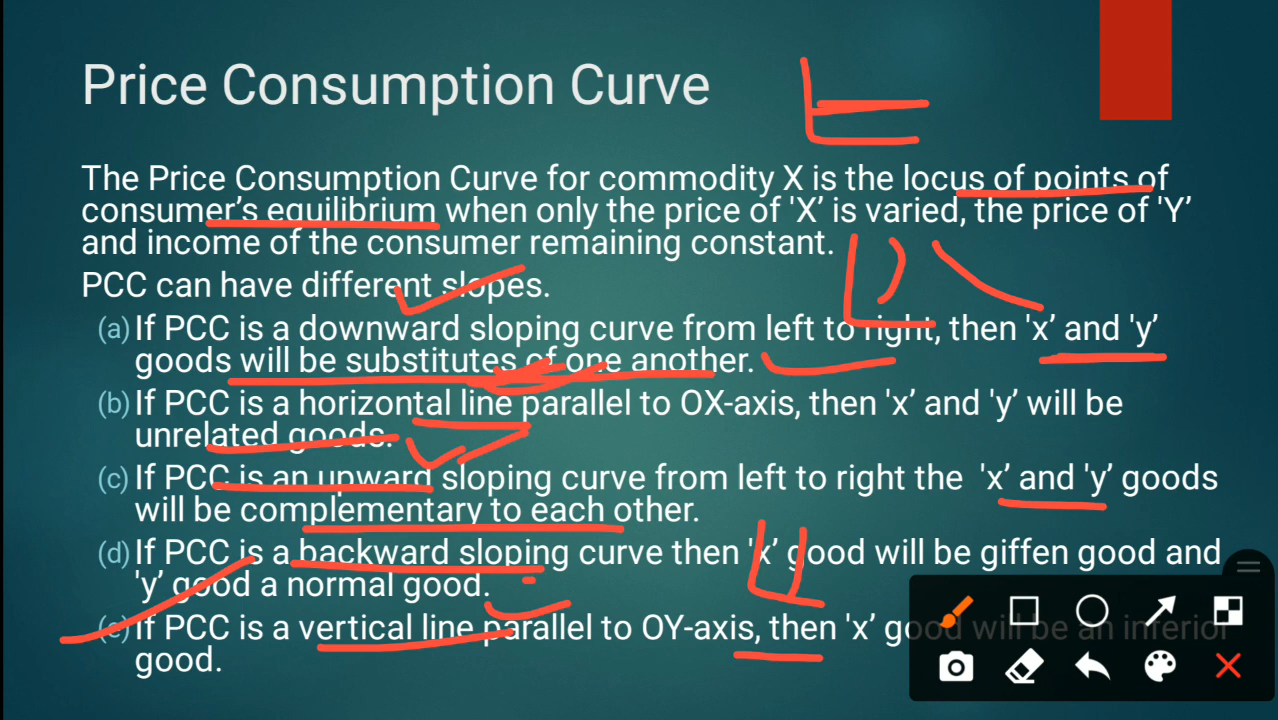 Price Consumption Curve
The Price Consumption Curve for commodity X is the locus of points of
consumer's equilibrium when only the price of 'X' is varied, the price of 'Y'
and income of the consumer remaining constant.
PCC can have different slopes.
(a) If PCC is a downward sloping curve from left to right, then 'x' and 'y'
goods will be substitutes of one another.
(b) If PCC is a horizontal line parallel to OX-axis, then 'x' and 'y' will be
unrelated goods.
(c) If PCC is an upward sloping curve from left to right the 'x' and 'y' goods
will be complementary to each other.
(d) If PCC is a backward sloping curve then 'x' good will be giffen good and
'y' good a normal good.
(e) If PCC is a vertical line parallel to OY-axis, then 'x' good will be an inferior
good.